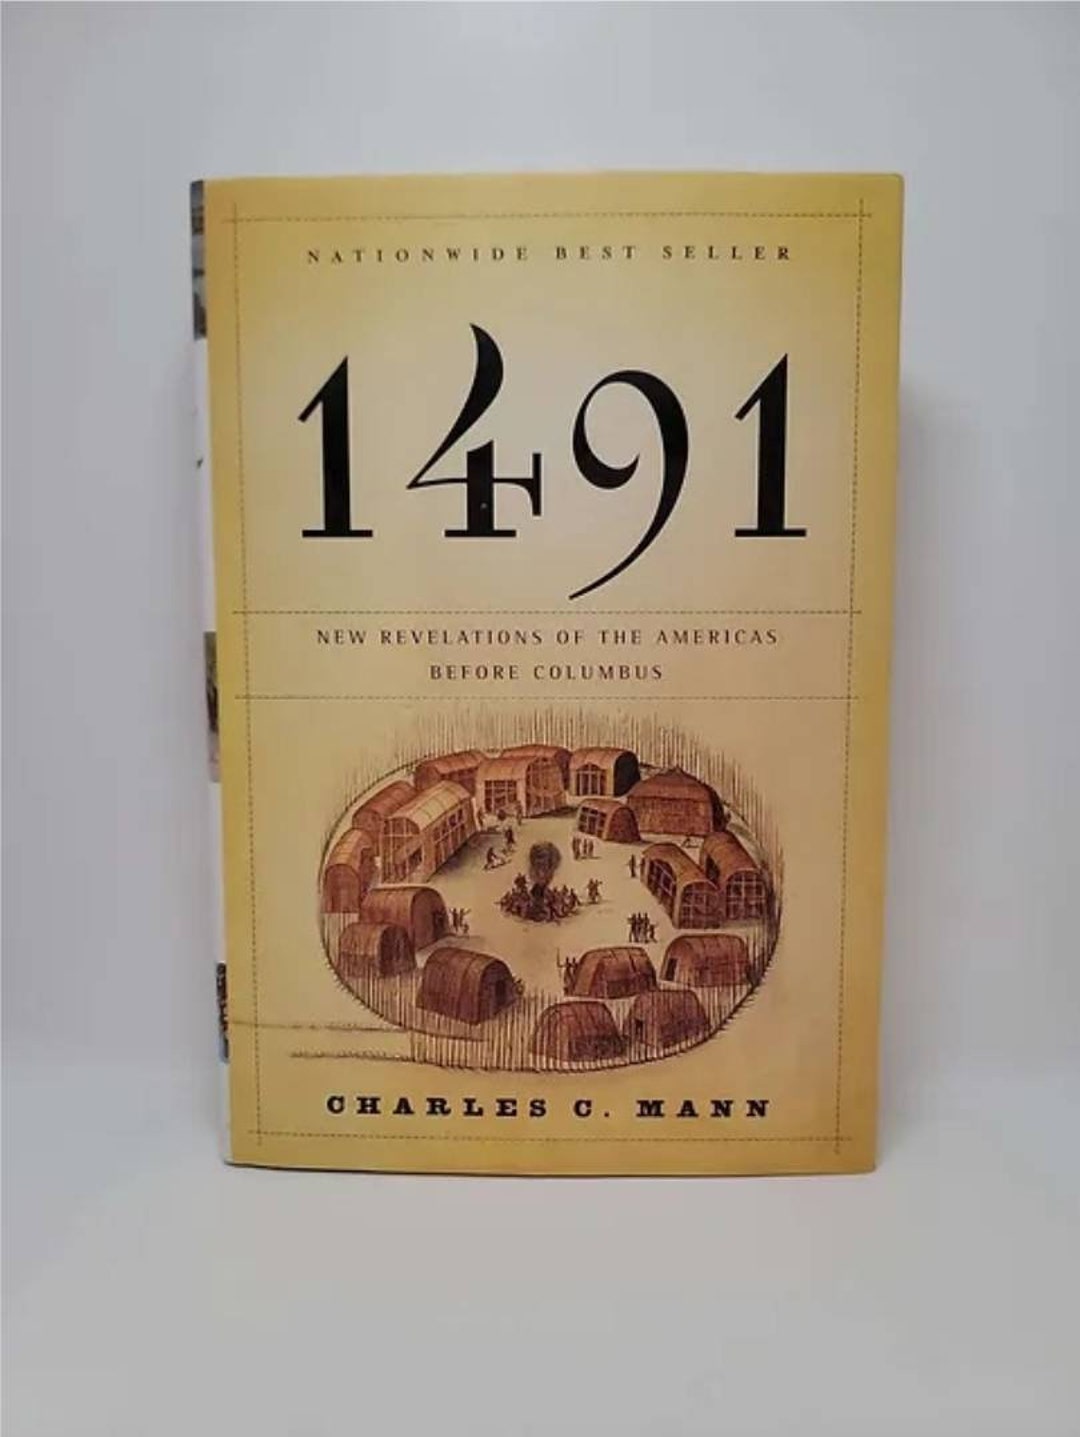 NATIONWIDE BEST SELLER
1491
NEW REVELATIONS OF THE AMERICAS
BEFORE COLUMBUS
CHARLES C. MANN